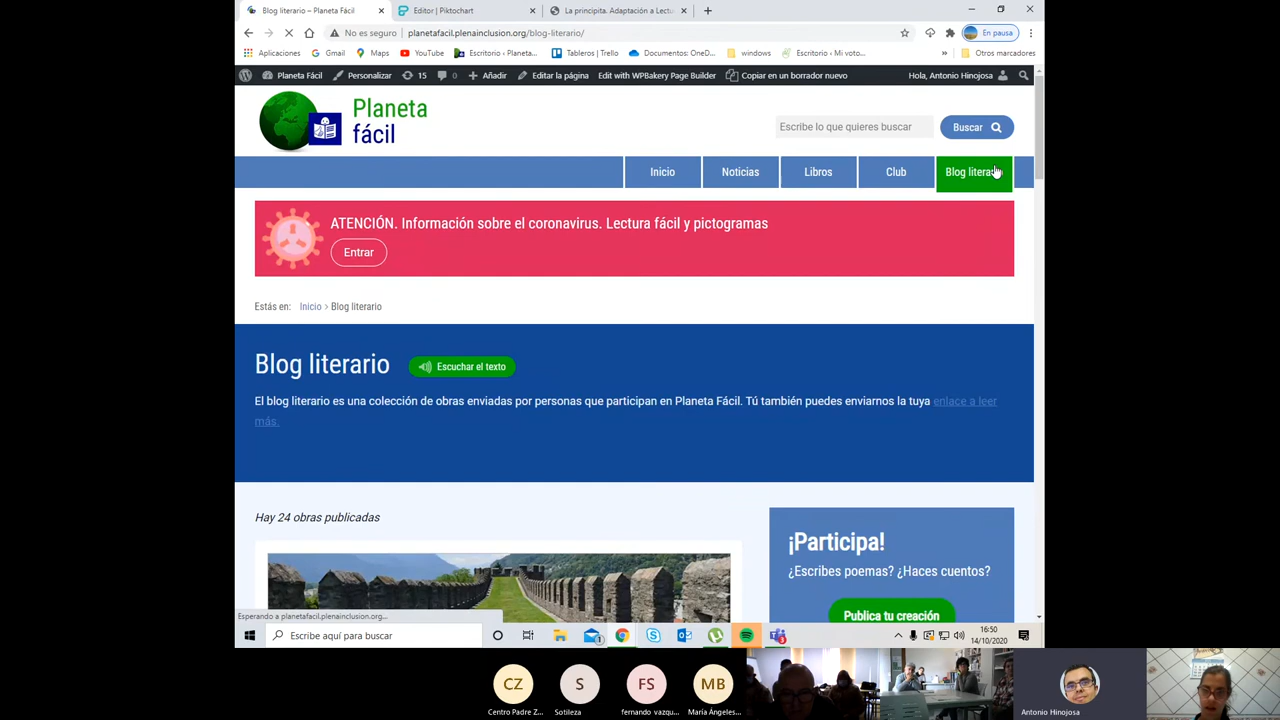 Blog literario – Planeta Fácil
Editor | Piktochart
La principita. Adaptación a Lectu
No es seguro
planetafacil.plenainclusion.org/blog-literario/
En pausa
Aplicaciones
Gmail
Maps
YouTube
Escritorio ‹ Planeta...
Tableros | Trello
Documentos: OneD...
windows
Escritorio ‹ Mi voto...
»
Otros marcadores
Planeta Fácil
Personalizar
15
0
Añadir
Editar la página
Edit with WPBakery Page Builder
Copiar en un borrador nuevo
Hola, Antonio Hinojosa
Planeta
fácil
Escribe lo que quieres buscar
Buscar
Inicio
Noticias
Libros
Club
Blog litera
ATENCIÓN. Información sobre el coronavirus. Lectura fácil y pictogramas
Entrar
Estás en: Inicio > Blog literario
Blog literario
Escuchar el texto
El blog literario es una colección de obras enviadas por personas que participan en Planeta Fácil. Tú también puedes enviarnos la tuya enlace a leer
más.
Hay 24 obras publicadas
¡Participa!
¿Escribes poemas? ¿Haces cuentos?
Publica tu creación
Esperando a planetafacil.plenainclusion.org...
Escribe aquí para buscar
16:50
14/10/2020
CZ
S
FS
MB
Centro Padre Z...
Sotileza
fernando vazqu...
María Ángeles...
Antonio Hinojosa